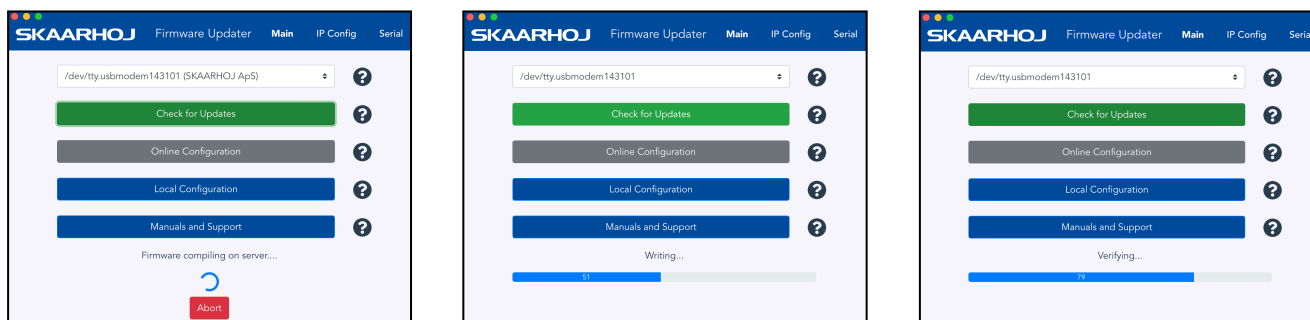 SKAARHOJ Firmware Updater Main IP Config Serial
/dev/tty.usbmodem143101 (SKAARHOJ ApS)
Check for Updates
Online Configuration
Local Configuration
Manuals and Support
Firmware compiling on server....
Abort
SKAARHOJ Firmware Updater Main IP Config Serial
/dev/tty.usbmodem143101
Check for Updates
Online Configuration
Local Configuration
Manuals and Support
Writing...
51
SKAARHOJ Firmware Updater Main IP Config Seria
/dev/tty.usbmodem143101
Check for Updates
Online Configuration
Local Configuration
Manuals and Support
Verifying...
79